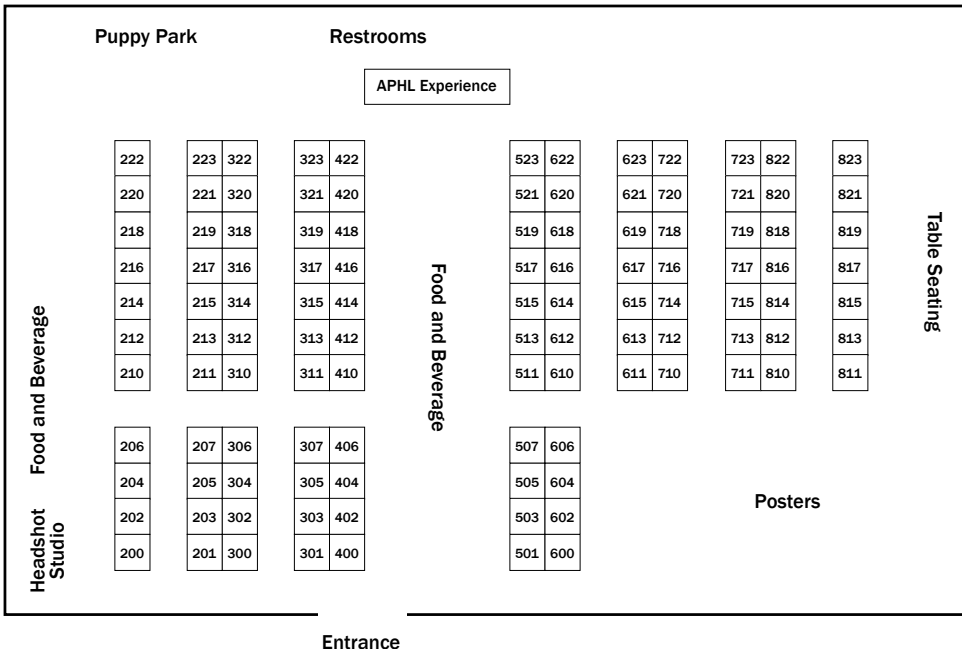 Puppy Park Restrooms
APHL Experience
222 223 322 323 422 523 622 623 722 723 822 823
220 221 320 321 420 521 620 621 720 721 820 821
218 219 318 319 418 519 618 619 718 719 818 819
216 217 316 317 416 517 616 617 716 717 816 817
214 215 314 315 414 515 614 615 714 715 814 815
212 213 312 313 412 513 612 613 712 713 812 813
210 211 310 311 410 511 610 611 710 711 810 811
Food and Beverage
Food and Beverage
Table Seating
206 207 306 307 406 507 606
204 205 304 305 404 505 604
202 203 302 303 402 503 602
200 201 300 301 400 501 600
Posters
Headshot
Studio
Entrance